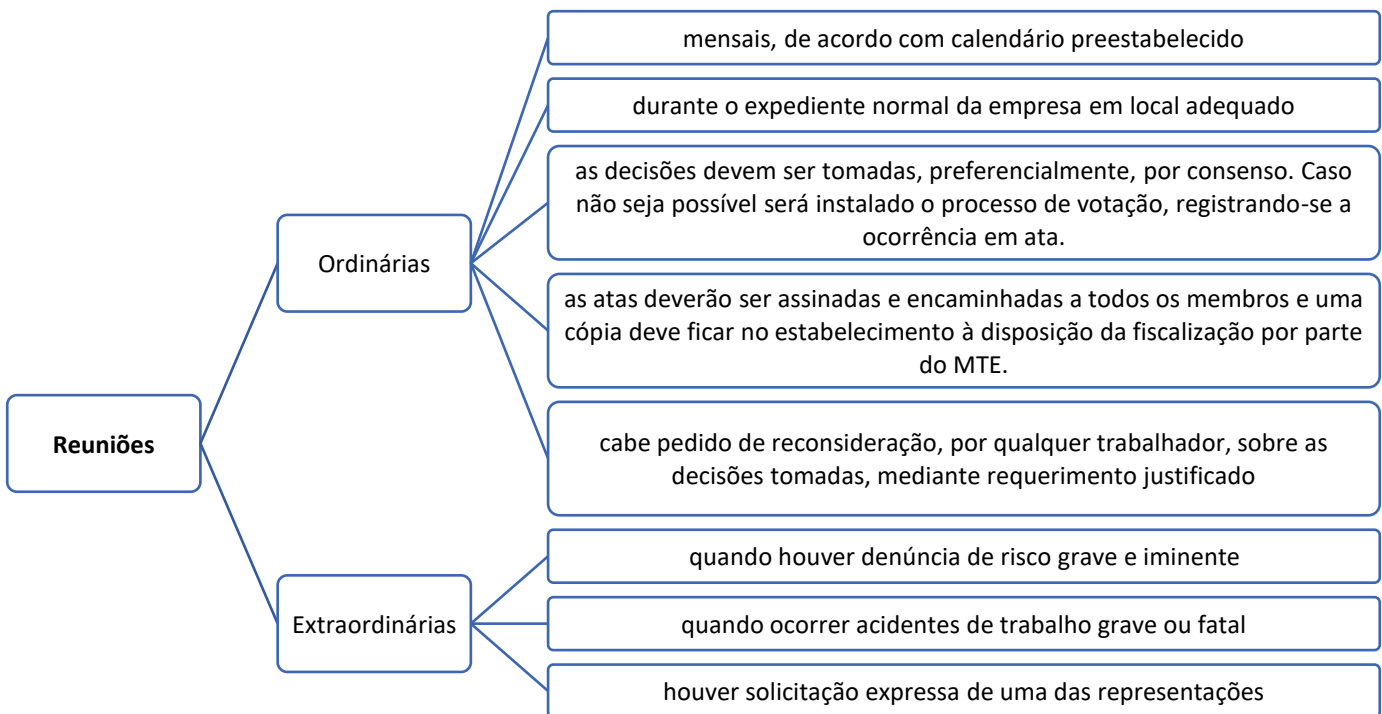 Reuniões
Ordinárias
mensais, de acordo com calendário preestabelecido
durante o expediente normal da empresa em local adequado
as decisões devem ser tomadas, preferencialmente, por consenso. Caso
não seja possível será instalado o processo de votação, registrando-se a
ocorrência em ata.
as atas deverão ser assinadas e encaminhadas a todos os membros e uma
cópia deve ficar no estabelecimento à disposição da fiscalização por parte
do MTE.
cabe pedido de reconsideração, por qualquer trabalhador, sobre as
decisões tomadas, mediante requerimento justificado
Extraordinárias
quando houver denúncia de risco grave e iminente
quando ocorrer acidentes de trabalho grave ou fatal
houver solicitação expressa de uma das representações